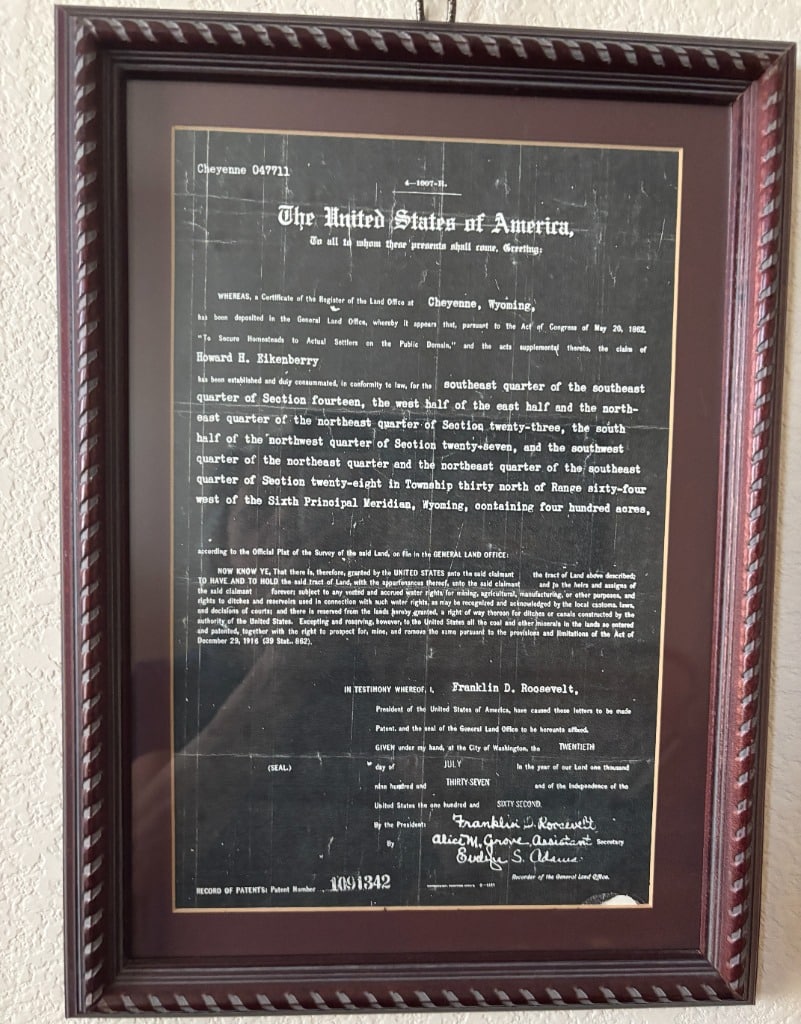 Cheyenne 047711
4—1007-R.
The United States of America,
To all to whom these presents shall come, Greeting:
WHEREAS, a Certificate of the Register of the Land Office at Cheyenne, Wyoming,
has been deposited in the General Land Office, whereby it appears that, pursuant to the Act of Congress of May 20, 1862,
"To Secure Homesteads to Actual Settlers on the Public Domain," and the acts supplemental thereto, the claim of
Howard H. Eikenberry
has been established and duly consummated, in conformity to law, for the southeast quarter of the southeast
quarter of Section fourteen, the west half of the east half and the north-
east quarter of the northeast quarter of Section twenty-three, the south
half of the northwest quarter of Section twenty-seven, and the southwest
quarter of the northeast quarter and the northeast quarter of the southeast
quarter of Section twenty-eight in Township thirty north of Range sixty-four
west of the Sixth Principal Meridian, Wyoming, containing four hundred acres,
according to the Official Plat of the Survey of the said Land, on file in the GENERAL LAND OFFICE:
NOW KNOW YE, That there is, therefore, granted by the UNITED STATES unto the said claimant the tract of Land above described;
TO HAVE AND TO HOLD the said tract of Land, with the appurtenances thereof, unto the said claimant and to the heirs and assigns of
the said claimant forever; subject to any vested and accrued water rights for mining, agricultural, manufacturing, or other purposes, and
rights to ditches and reservoirs used in connection with such water rights, as may be recognized and acknowledged by the local customs, laws,
and decisions of courts; and there is reserved from the lands hereby granted, a right of way thereon for ditches or canals constructed by the
authority of the United States. Excepting and reserving, however, to the United States all the coal and other minerals in the lands so entered
and patented, together with the right to prospect for, mine, and remove the same pursuant to the provisions and limitations of the Act of
December 29, 1916 (39 Stat., 862).
IN TESTIMONY WHEREOF, I, Franklin D. Roosevelt,
President of the United States of America, have caused these letters to be made
Patent, and the seal of the General Land Office to be hereunto affixed.
GIVEN under my hand, at the City of Washington, the TWENTIETH
(SEAL) day of JULY in the year of our Lord one thousand
nine hundred and THIRTY-SEVEN and of the Independence of the
United States the one hundred and SIXTY-SECOND.
By the President: Franklin D. Roosevelt
By Alice M. Grove, Assistant Secretary
Evelyn S. Adams
Recorder of the General Land Office.
RECORD OF PATENTS: Patent Number 1091342